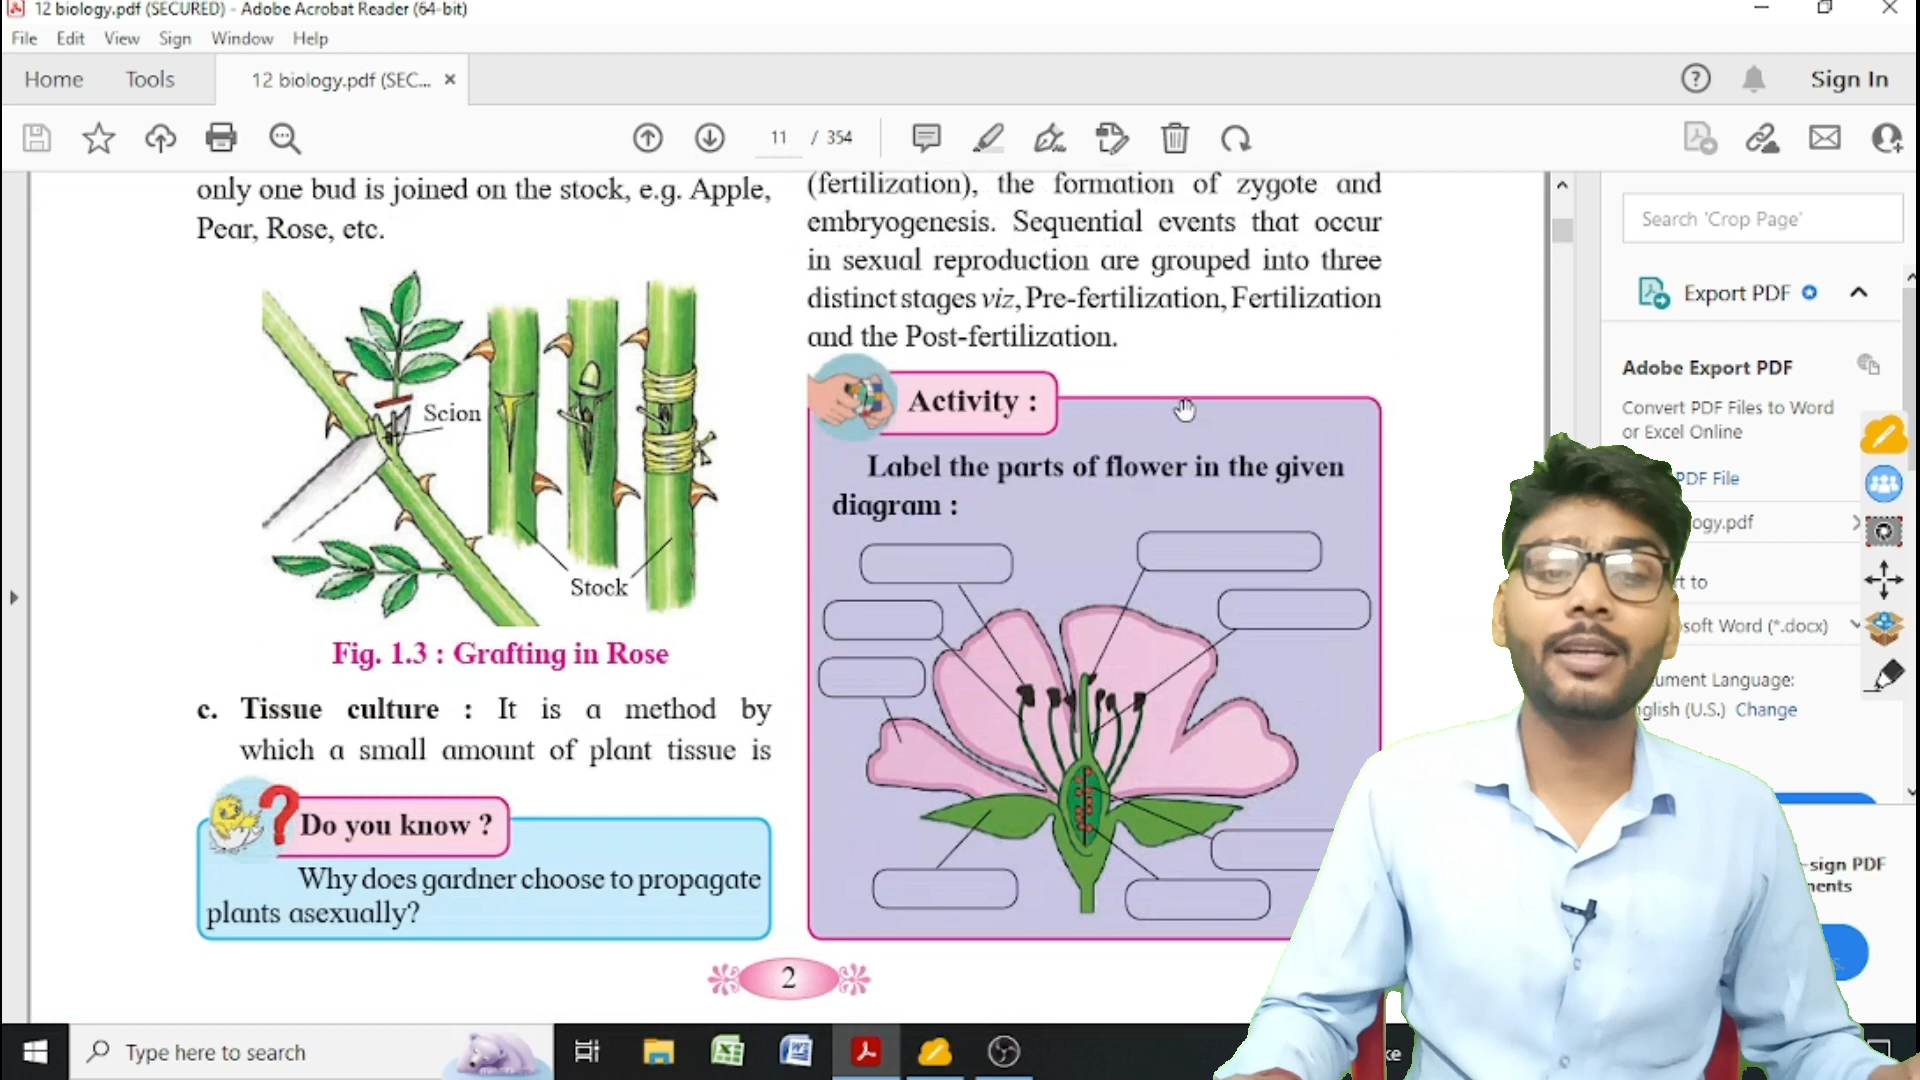 12 biology.pdf (SECURED) - Adobe Acrobat Reader (64-bit)
File Edit View Sign Window Help
Home Tools 12 biology.pdf (SEC... × Sign In
11 / 354
only one bud is joined on the stock, e.g. Apple,
Pear, Rose, etc.
Scion
Stock
Fig. 1.3 : Grafting in Rose
c. Tissue culture : It is a method by
which a small amount of plant tissue is
Do you know ?
Why does gardner choose to propagate
plants asexually?
(fertilization), the formation of zygote and
embryogenesis. Sequential events that occur
in sexual reproduction are grouped into three
distinct stages viz, Pre-fertilization, Fertilization
and the Post-fertilization.
Activity :
Label the parts of flower in the given
diagram :
2
Search 'Crop Page'
Export PDF
Adobe Export PDF
Convert PDF Files to Word
or Excel Online
PDF File
ogy.pdf
to
soft Word (*.docx)
ument Language:
nglish (U.S.) Change
-sign PDF
Type here to search